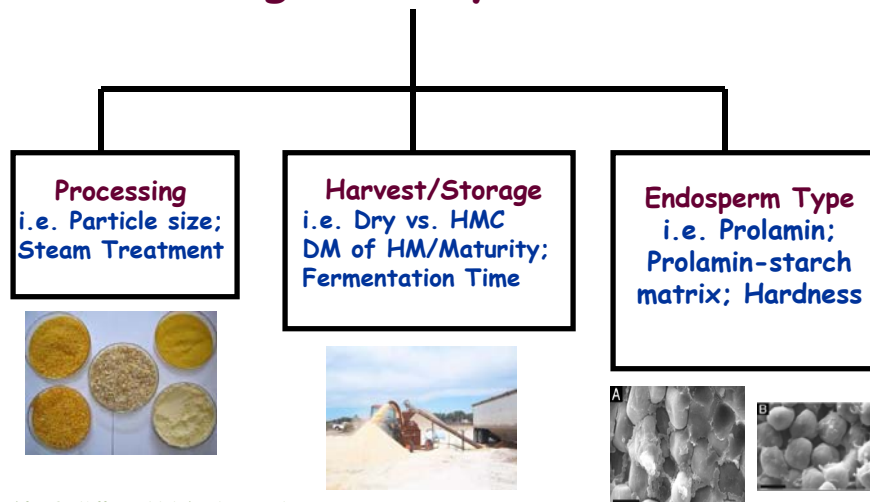 Processing
i.e. Particle size;
Steam Treatment
Harvest/Storage
i.e. Dry vs. HMC
DM of HM/Maturity;
Fermentation Time
Endosperm Type
i.e. Prolamin;
Prolamin-starch
matrix; Hardness
A
B